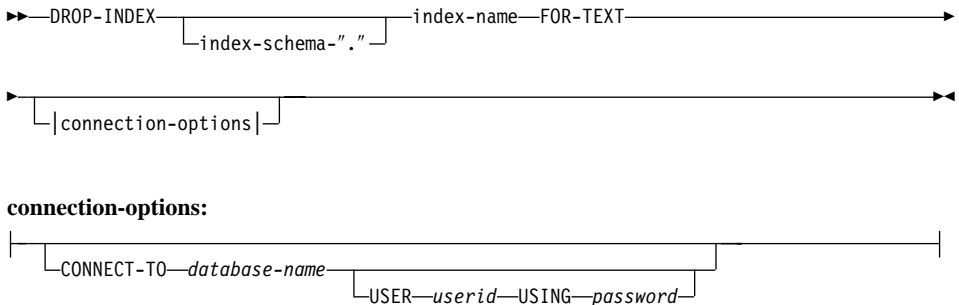 DROP-INDEX index-schema-"." index-name FOR-TEXT
|connection-options|
connection-options:
CONNECT-TO database-name USER userid USING password